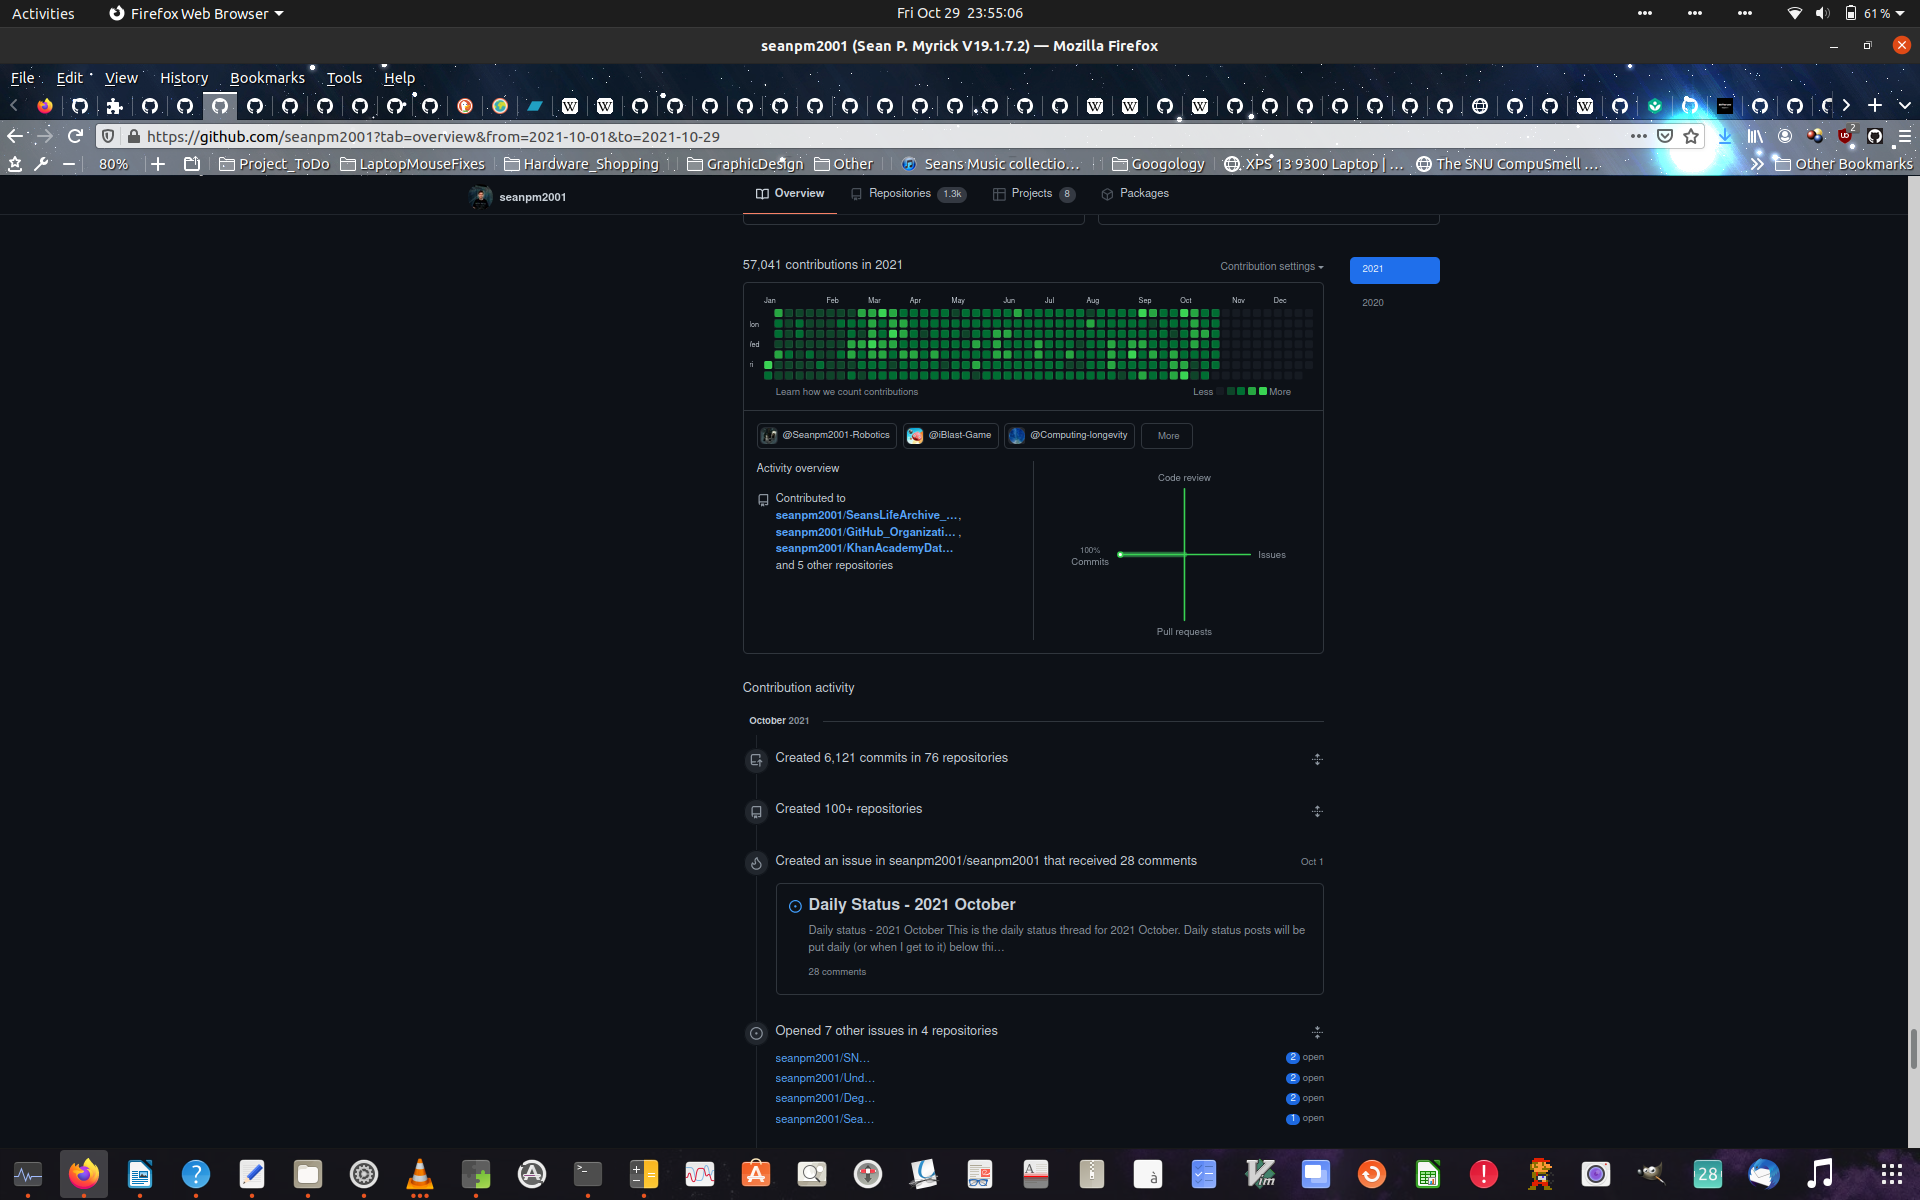 Activities
Firefox Web Browser
Fri Oct 29 23:55:06
61 %
seanpm2001 (Sean P. Myrick V19.1.7.2) — Mozilla Firefox
File Edit View History Bookmarks Tools Help
https://github.com/seanpm2001?tab=overview&from=2021-10-01&to=2021-10-29
2
80%
Project_ToDo
LaptopMouseFixes
Hardware_Shopping
GraphicDesign
Other
Seans Music collectio…
Googology
XPS 13 9300 Laptop | …
The SNU CompuSmell …
Other Bookmarks
seanpm2001
Overview
Repositories 1.3k
Projects 8
Packages
57,041 contributions in 2021
Contribution settings
2021
2020
Jan Feb Mar Apr May Jun Jul Aug Sep Oct Nov Dec
lon
/ed
ri
Learn how we count contributions
Less More
@Seanpm2001-Robotics
@iBlast-Game
@Computing-longevity
More
Activity overview
Contributed to
seanpm2001/SeansLifeArchive_…,
seanpm2001/GitHub_Organizati… ,
seanpm2001/KhanAcademyDat…
and 5 other repositories
Code review
100%
Commits
Issues
Pull requests
Contribution activity
October 2021
Created 6,121 commits in 76 repositories
Created 100+ repositories
Created an issue in seanpm2001/seanpm2001 that received 28 comments
Oct 1
Daily Status - 2021 October
Daily status - 2021 October This is the daily status thread for 2021 October. Daily status posts will be
put daily (or when I get to it) below thi…
28 comments
Opened 7 other issues in 4 repositories
seanpm2001/SN… 2 open
seanpm2001/Und… 2 open
seanpm2001/Deg… 2 open
seanpm2001/Sea… 1 open
28